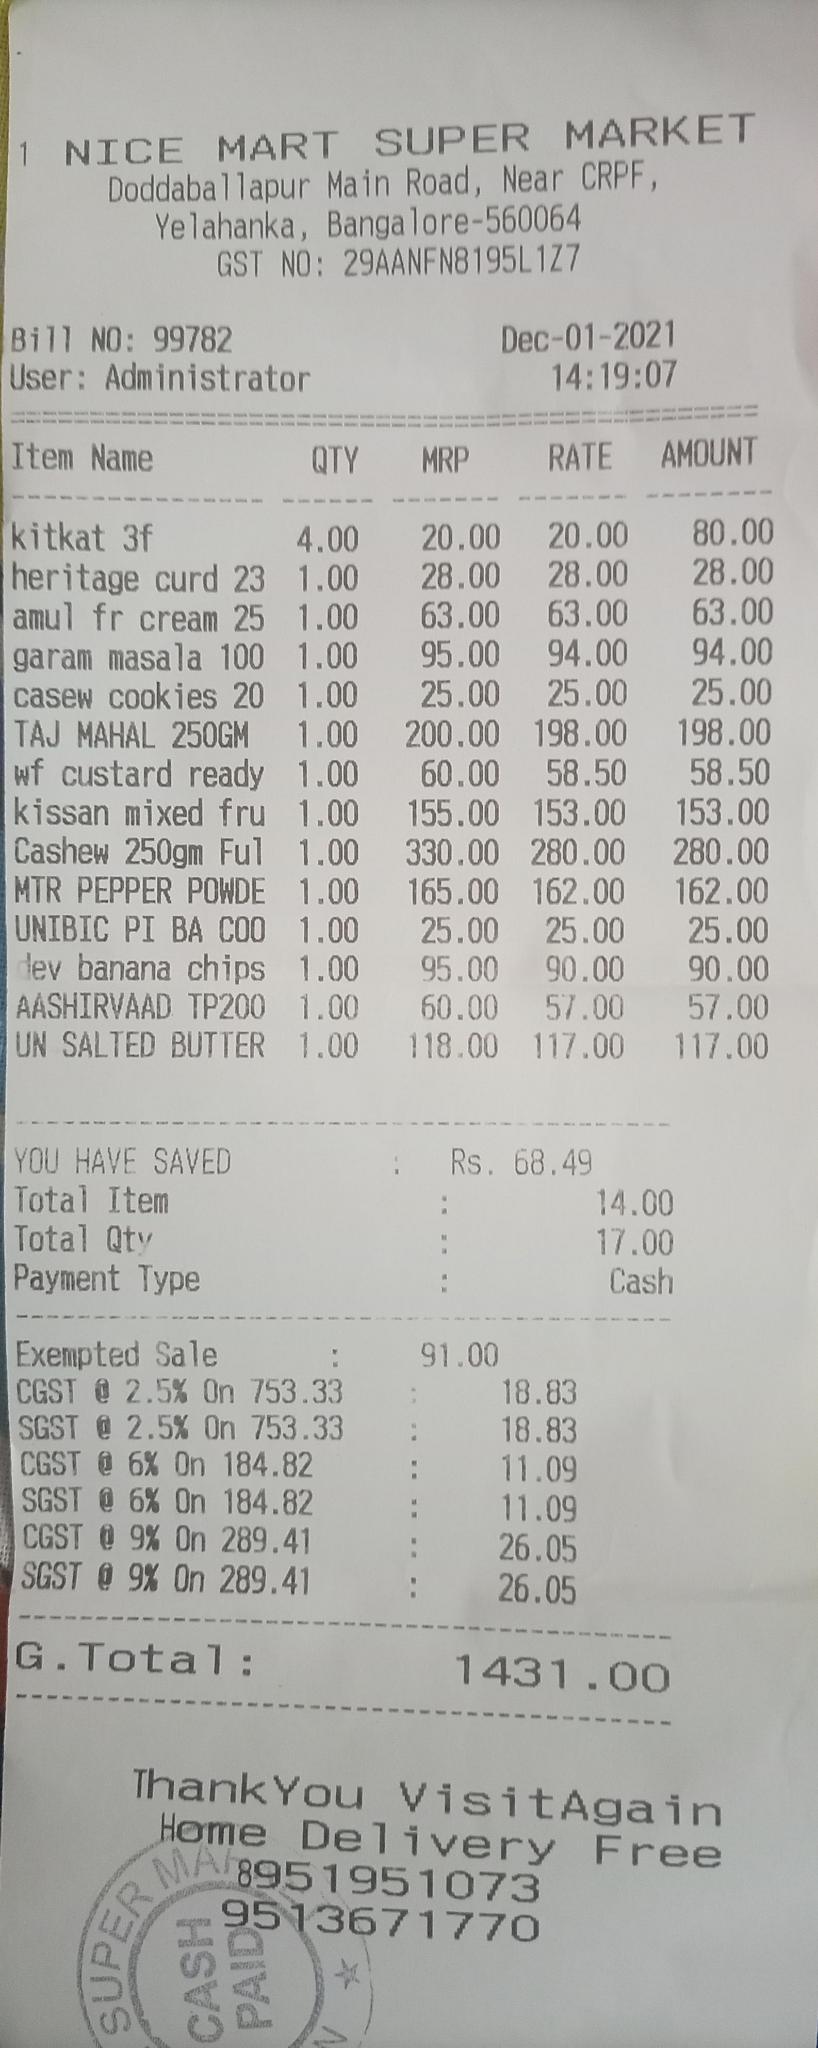 1 NICE MART SUPER MARKET
Doddaballapur Main Road, Near CRPF,
Yelahanka, Bangalore-560064
GST NO: 29AANFN8195L1Z7
Bill NO: 99782 Dec-01-2021
User: Administrator 14:19:07
Item Name QTY MRP RATE AMOUNT
kitkat 3f 4.00 20.00 20.00 80.00
heritage curd 23 1.00 28.00 28.00 28.00
amul fr cream 25 1.00 63.00 63.00 63.00
garam masala 100 1.00 95.00 94.00 94.00
casew cookies 20 1.00 25.00 25.00 25.00
TAJ MAHAL 250GM 1.00 200.00 198.00 198.00
wf custard ready 1.00 60.00 58.50 58.50
kissan mixed fru 1.00 155.00 153.00 153.00
Cashew 250gm Ful 1.00 330.00 280.00 280.00
MTR PEPPER POWDE 1.00 165.00 162.00 162.00
UNIBIC PI BA COO 1.00 25.00 25.00 25.00
dev banana chips 1.00 95.00 90.00 90.00
AASHIRVAAD TP200 1.00 60.00 57.00 57.00
UN SALTED BUTTER 1.00 118.00 117.00 117.00
YOU HAVE SAVED : Rs. 68.49
Total Item : 14.00
Total Qty : 17.00
Payment Type : Cash
Exempted Sale : 91.00
CGST @ 2.5% On 753.33 : 18.83
SGST @ 2.5% On 753.33 : 18.83
CGST @ 6% On 184.82 : 11.09
SGST @ 6% On 184.82 : 11.09
CGST @ 9% On 289.41 : 26.05
SGST @ 9% On 289.41 : 26.05
G.Total: 1431.00
ThankYou VisitAgain
Home Delivery Free
8951951073
9513671770
SUPER
CASH
PAID